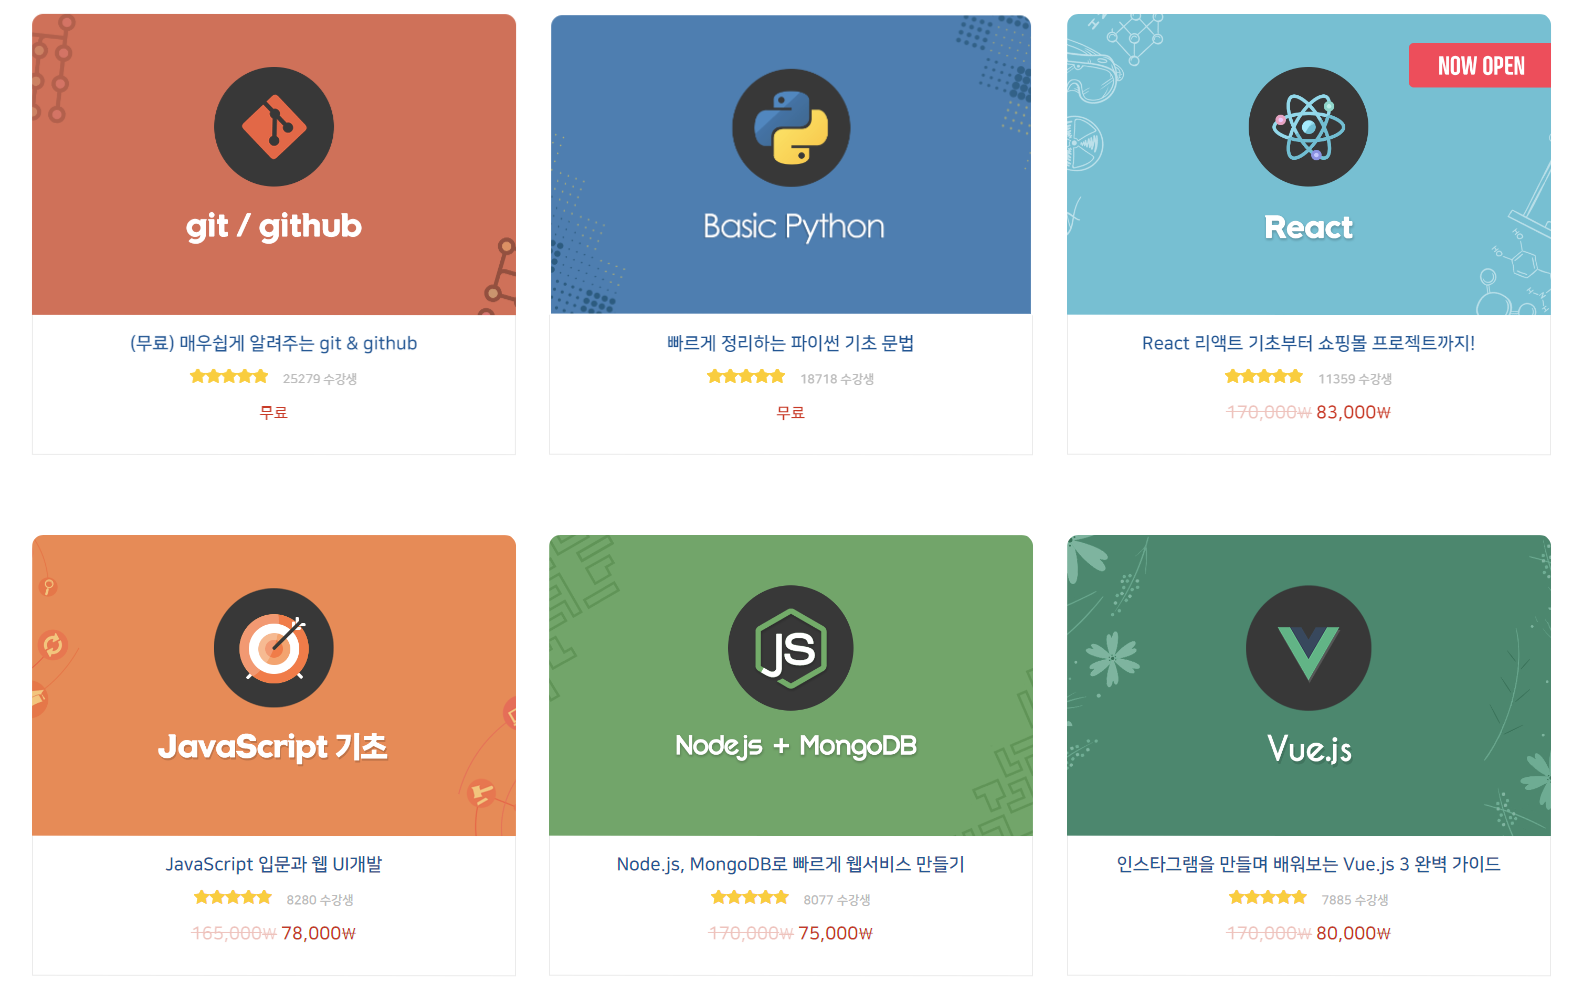 git / github
(무료) 매우쉽게 알려주는 git & github
25279 수강생
무료
Basic Python
빠르게 정리하는 파이썬 기초 문법
18718 수강생
무료
NOW OPEN
React
React 리액트 기초부터 쇼핑몰 프로젝트까지!
11359 수강생
170,000₩ 83,000₩
JavaScript 기초
JavaScript 입문과 웹 UI개발
8280 수강생
165,000₩ 78,000₩
JS
Nodejs + MongoDB
Node.js, MongoDB로 빠르게 웹서비스 만들기
8077 수강생
170,000₩ 75,000₩
Vue.js
인스타그램을 만들며 배워보는 Vue.js 3 완벽 가이드
7885 수강생
170,000₩ 80,000₩